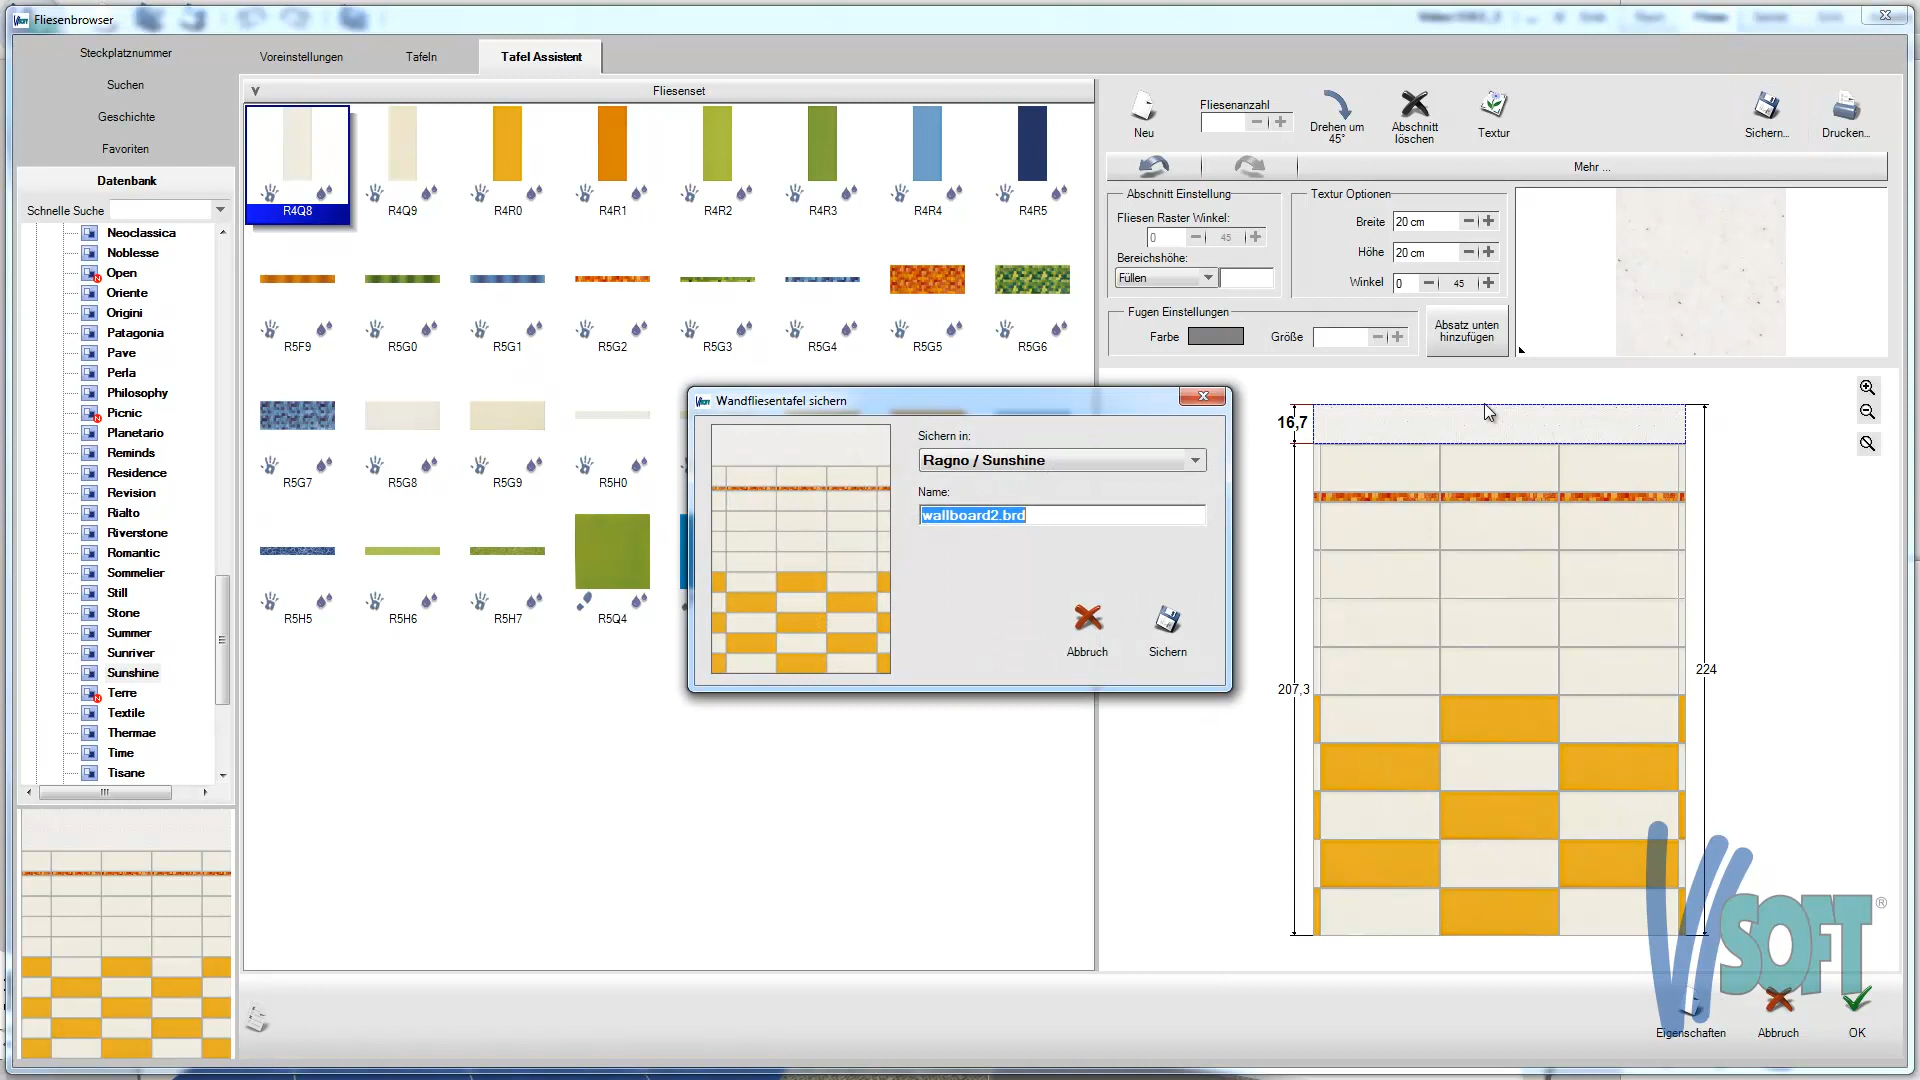 Fliesenbrowser
Steckplatznummer
Suchen
Geschichte
Favoriten
Datenbank
Schnelle Suche
Neoclassica
Noblesse
Open
Oriente
Origini
Patagonia
Pave
Perla
Philosophy
Picnic
Planetario
Reminds
Residence
Revision
Rialto
Riverstone
Romantic
Sommelier
Still
Stone
Summer
Sunriver
Sunshine
Terre
Textile
Thermae
Time
Tisane
Voreinstellungen
Tafeln
Tafel Assistent
Fliesenset
R4Q8 R4Q9 R4R0 R4R1 R4R2 R4R3 R4R4 R4R5
R5F9 R5G0 R5G1 R5G2 R5G3 R5G4 R5G5 R5G6
R5G7 R5G8 R5G9 R5H0
R5H5 R5H6 R5H7 R5Q4
Neu
Fliesenanzahl
Drehen um
45°
Abschnitt
löschen
Textur
Sichern...
Drucken...
Mehr ...
Abschnitt Einstellung
Fliesen Raster Winkel:
0 45
Bereichshöhe:
Füllen
Textur Optionen
Breite 20 cm
Höhe 20 cm
Winkel 0 45
Fugen Einstellungen
Farbe
Größe
Absatz unten
hinzufügen
Wandfliesentafel sichern
Sichern in:
Ragno / Sunshine
Name:
wallboard2.brd
Abbruch
Sichern
16,7
207,3
224
ViSOFT®
Eigenschaften
Abbruch
OK